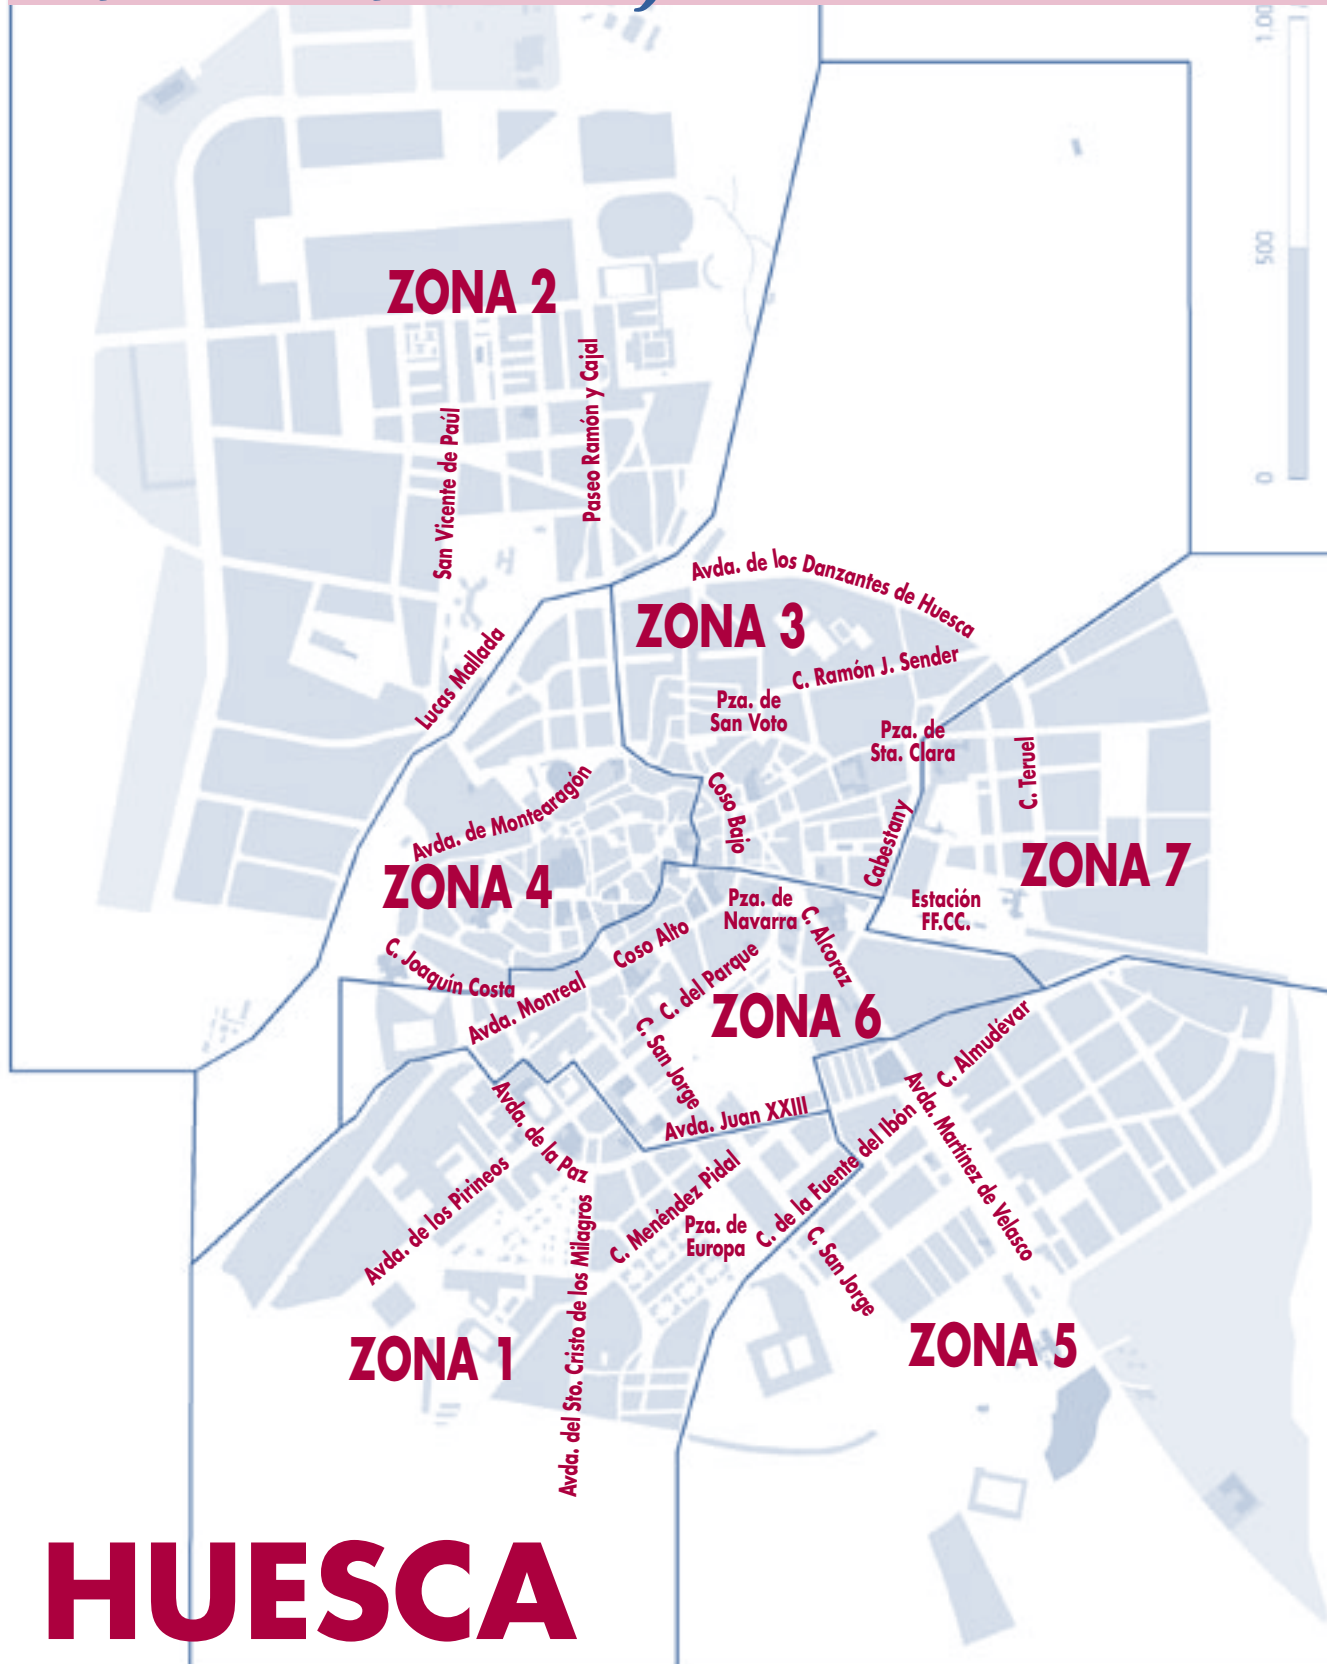 1.00
500
0
ZONA 2
Paseo Ramón y Cajal
San Vicente de Paúl
Lucas Mallada
Avda. de los Danzantes de Huesca
ZONA 3
C. Ramón J. Sender
Pza. de
San Voto
Pza. de
Sta. Clara
C. Teruel
Coso Bajo
Cabestany
ZONA 7
Estación
FF.CC.
Avda. de Montearagón
ZONA 4
C. Joaquín Costa
Pza. de
Navarra
C. Alcoraz
Coso Alto
C. del Parque
Avda. Monreal
ZONA 6
C. San Jorge
Avda. Juan XXIII
C. Almudévar
Avda. Martínez de Velasco
C. de la Fuente del Ibón
Avda. de la Paz
Avda. de los Pirineos
C. Menéndez Pidal
Pza. de
Europa
C. San Jorge
Avda. del Sto. Cristo de los Milagros
ZONA 1
ZONA 5
HUESCA